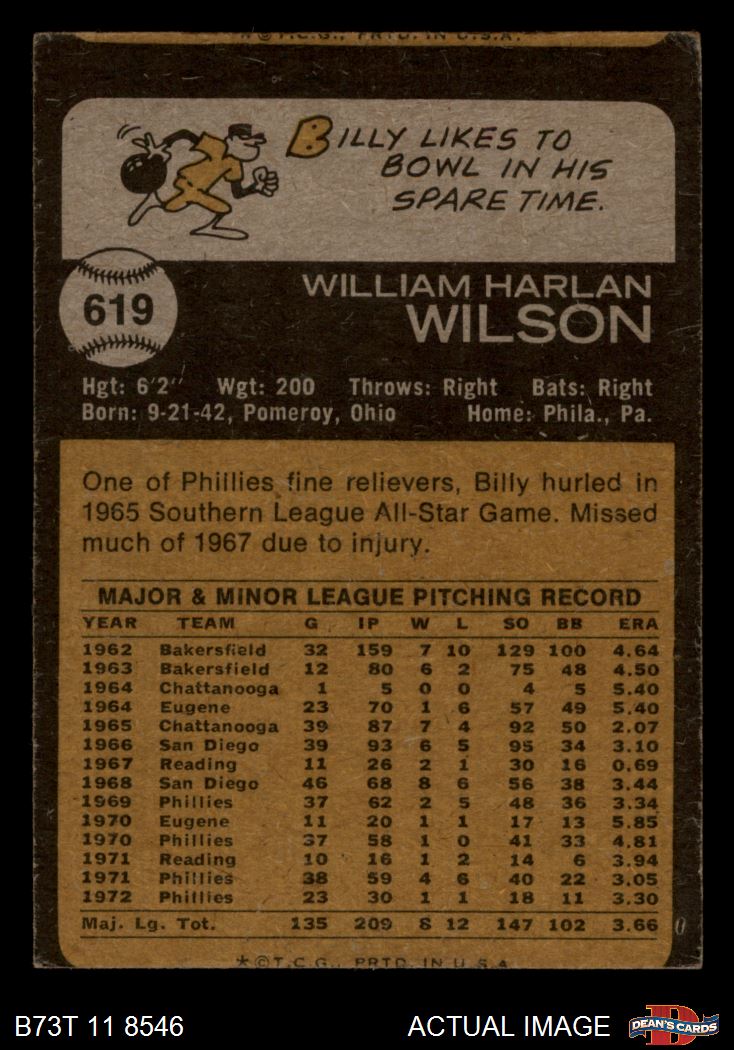 * © T.C.G., PRTD. IN U.S.A.
BILLY LIKES TO
BOWL IN HIS
SPARE TIME.
619
WILLIAM HARLAN
WILSON
Hgt: 6'2" Wgt: 200 Throws: Right Bats: Right
Born: 9-21-42, Pomeroy, Ohio Home: Phila., Pa.
One of Phillies fine relievers, Billy hurled in
1965 Southern League All-Star Game. Missed
much of 1967 due to injury.
MAJOR & MINOR LEAGUE PITCHING RECORD
YEAR TEAM G IP W L SO BB ERA
1962 Bakersfield 32 159 7 10 129 100 4.64
1963 Bakersfield 12 80 6 2 75 48 4.50
1964 Chattanooga 1 5 0 0 4 5 5.40
1964 Eugene 23 70 1 6 57 49 5.40
1965 Chattanooga 39 87 7 4 92 50 2.07
1966 San Diego 39 93 6 5 95 34 3.10
1967 Reading 11 26 2 1 30 16 0.69
1968 San Diego 46 68 8 6 56 38 3.44
1969 Phillies 37 62 2 5 48 36 3.34
1970 Eugene 11 20 1 1 17 13 5.85
1970 Phillies 37 58 1 0 41 33 4.81
1971 Reading 10 16 1 2 14 6 3.94
1971 Phillies 38 59 4 6 40 22 3.05
1972 Phillies 23 30 1 1 18 11 3.30
Maj. Lg. Tot. 135 209 8 12 147 102 3.66
* © T.C.G., PRTD. IN U.S.A.
B73T 11 8546 ACTUAL IMAGE
D
DEAN'S CARDS